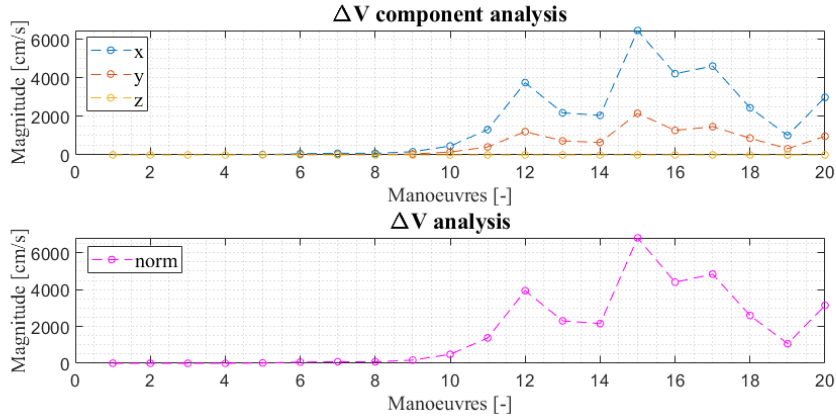 ΔV component analysis
Magnitude [cm/s]
6000
4000
2000
0
x
y
z
0 2 4 6 8 10 12 14 16 18 20
Manoeuvres [-]
ΔV analysis
Magnitude [cm/s]
6000
4000
2000
0
norm
0 2 4 6 8 10 12 14 16 18 20
Manoeuvres [-]